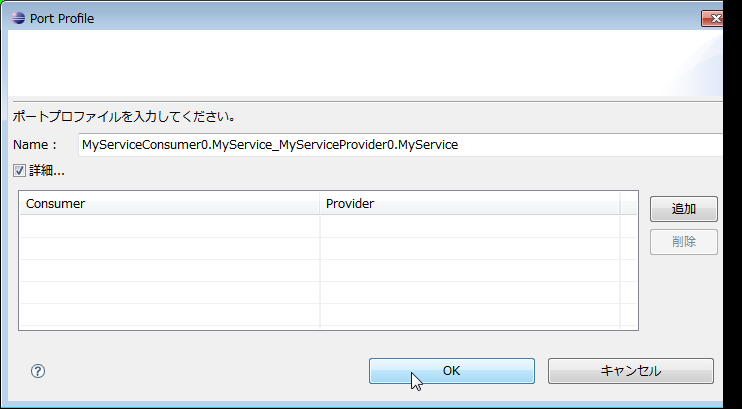 Port Profile
ポートプロファイルを入力してください。
Name : MyServiceConsumer0.MyService_MyServiceProvider0.MyService
詳細...
Consumer Provider
追加
削除
?
OK キャンセル